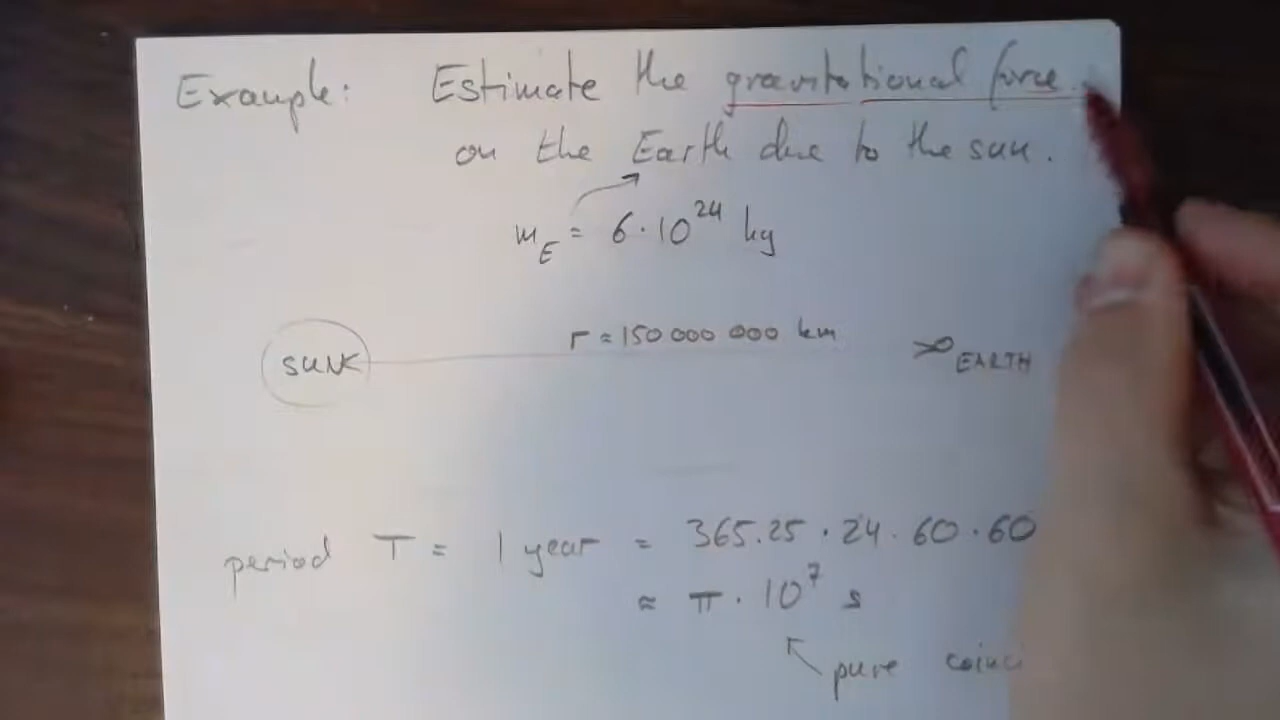 Example: Estimate the gravitational force
on the Earth due to the sun.
m_E = 6·10^24 kg
r ≈ 150 000 000 km
SUN
EARTH
period T = 1 year = 365.25 · 24 · 60 · 60
≈ π · 10^7 s
pure